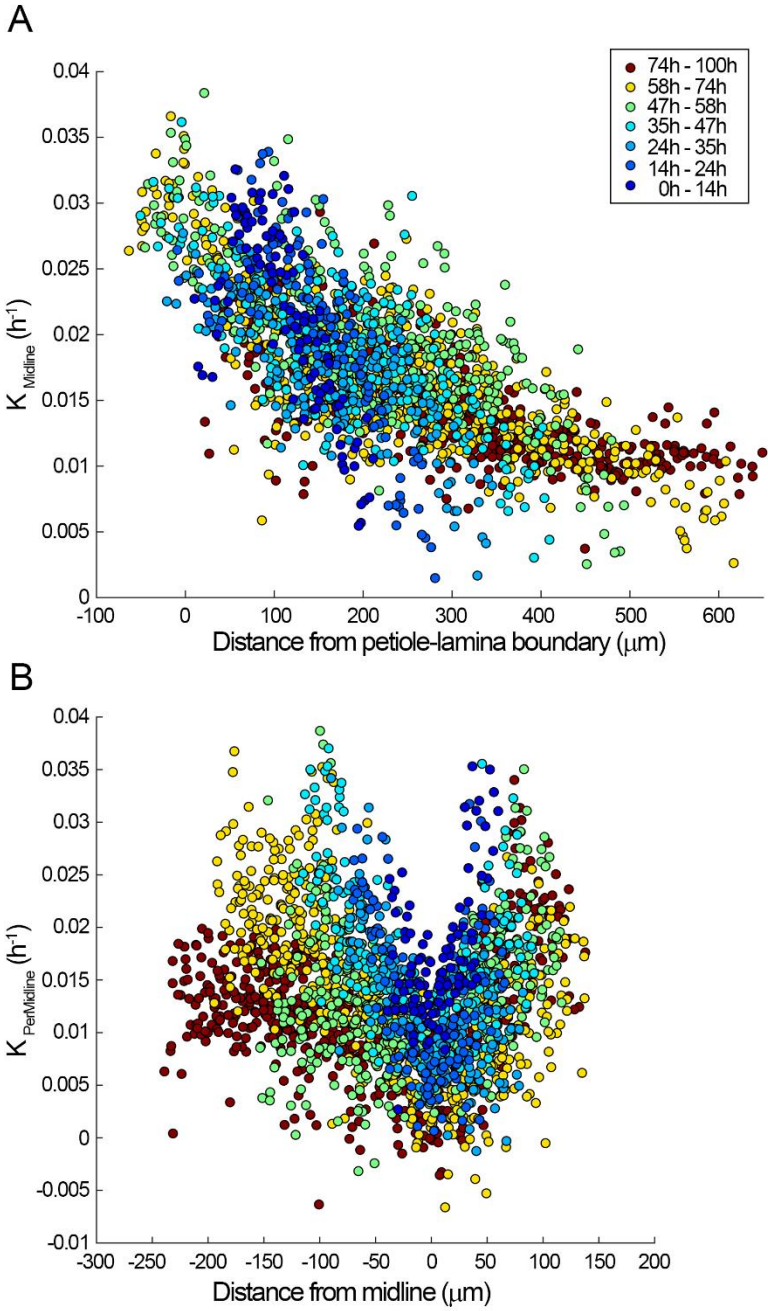 A
0.04
0.035
0.03
0.025
0.02
0.015
0.01
0.005
0
K Midline (h-1)
74h - 100h
58h - 74h
47h - 58h
35h - 47h
24h - 35h
14h - 24h
0h - 14h
-100 0 100 200 300 400 500 600
Distance from petiole-lamina boundary (μm)
B
0.04
0.035
0.03
0.025
0.02
0.015
0.01
0.005
0
-0.005
-0.01
K PerMidline (h-1)
-300 -250 -200 -150 -100 -50 0 50 100 150 200
Distance from midline (μm)